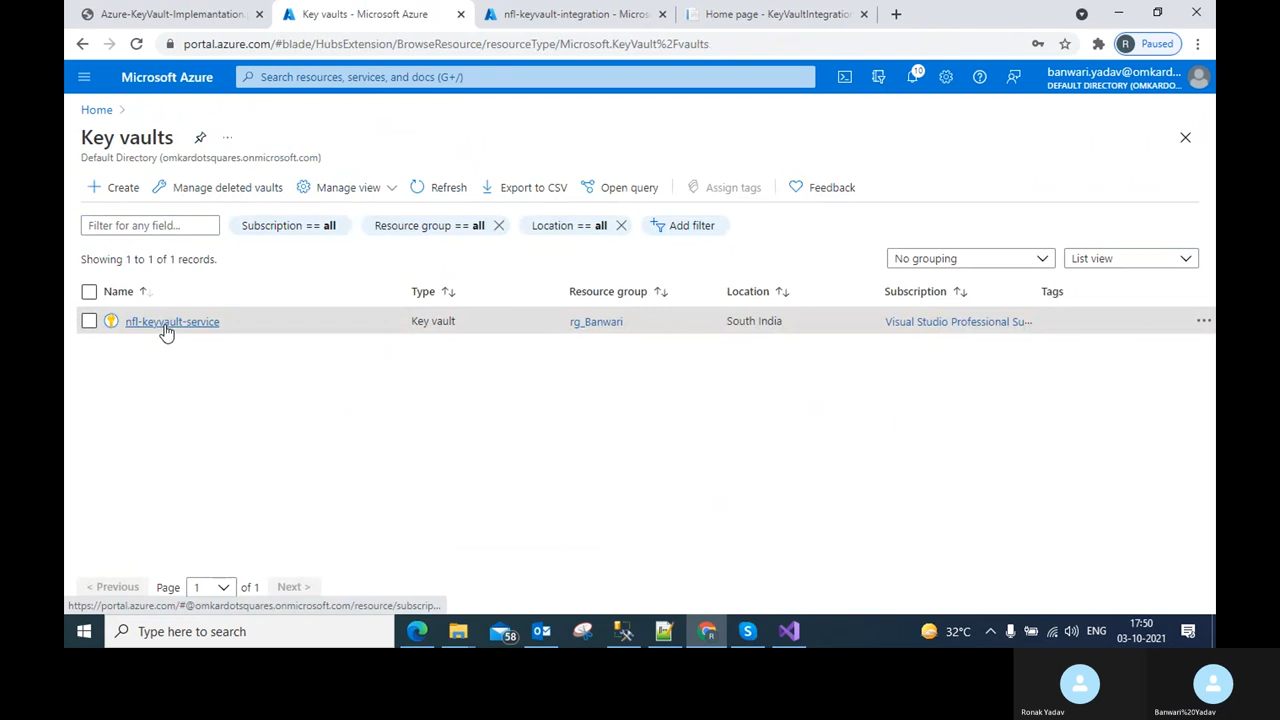 Azure-KeyVault-Implemantation.
Key vaults - Microsoft Azure
nfl-keyvault-integration - Micros
Home page - KeyVaultIntegration
portal.azure.com/#blade/HubsExtension/BrowseResource/resourceType/Microsoft.KeyVault%2Fvaults
R Paused
Microsoft Azure
Search resources, services, and docs (G+/)
10
banwari.yadav@omkard...
DEFAULT DIRECTORY (OMKARDO...
Home
Key vaults
...
Default Directory (omkardotsquares.onmicrosoft.com)
Create
Manage deleted vaults
Manage view
Refresh
Export to CSV
Open query
Assign tags
Feedback
Filter for any field...
Subscription == all
Resource group == all
Location == all
Add filter
Showing 1 to 1 of 1 records.
No grouping
List view
Name
Type
Resource group
Location
Subscription
Tags
nfl-keyvault-service
Key vault
rg_Banwari
South India
Visual Studio Professional Su...
...
< Previous
Page
1
of 1
Next >
https://portal.azure.com/#@omkardotsquares.onmicrosoft.com/resource/subscrip...
Type here to search
58
32°C
ENG
17:50
03-10-2021
Ronak Yadav
Banwari%20Yadav